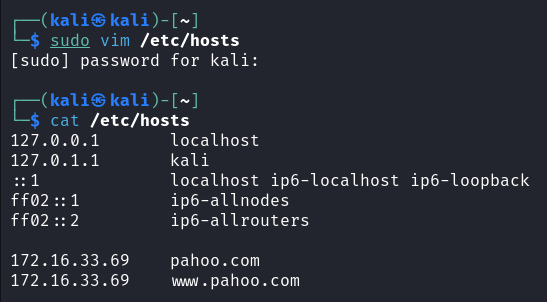 ┌──(kali㉿kali)-[~]
└─$ sudo vim /etc/hosts
[sudo] password for kali:

┌──(kali㉿kali)-[~]
└─$ cat /etc/hosts
127.0.0.1       localhost
127.0.1.1       kali
::1             localhost ip6-localhost ip6-loopback
ff02::1         ip6-allnodes
ff02::2         ip6-allrouters

172.16.33.69    pahoo.com
172.16.33.69    www.pahoo.com